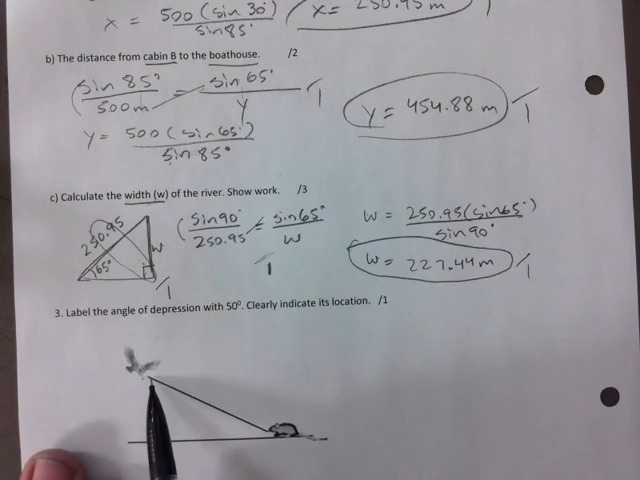 x = 500 (sin 30°) / sin 85° x = 250.95 m 1
b) The distance from cabin B to the boathouse. /2
sin 85° / 500m = sin 65° / y /1 y = 454.88 m /1
y = 500 (sin 65°) / sin 85°
c) Calculate the width (w) of the river. Show work. /3
250.95 w 65° /1 sin 90° / 250.95 = sin 65° / w 1 w = 250.95 (sin 65°) / sin 90°
w = 227.44 m /1
3. Label the angle of depression with 50⁰. Clearly indicate its location. /1